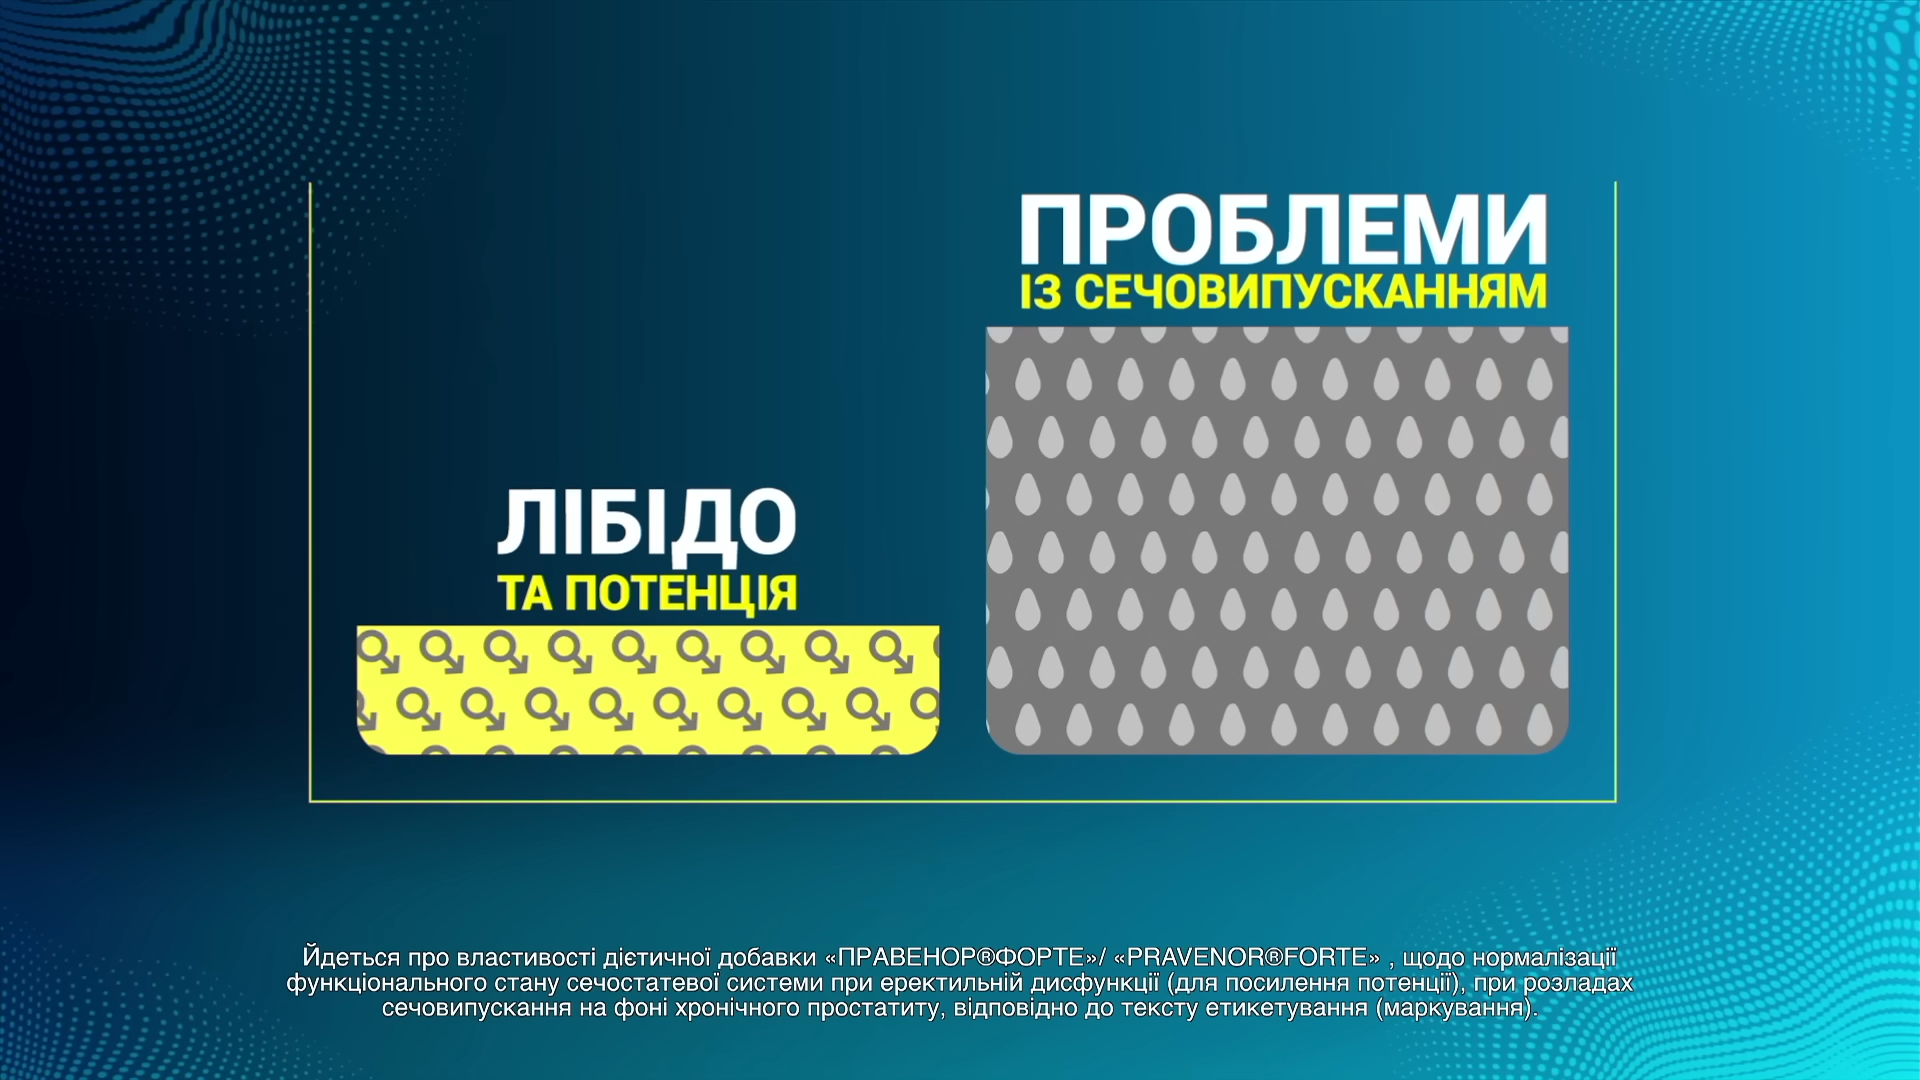 ПРОБЛЕМИ
ІЗ СЕЧОВИПУСКАННЯМ
ЛІБІДО
ТА ПОТЕНЦІЯ
Йдеться про властивості дієтичної добавки «ПРАВЕНОР®ФОРТЕ»/ «PRAVENOR®FORTE» , щодо нормалізації
функціонального стану сечостатевої системи при еректильній дисфункції (для посилення потенції), при розладах
сечовипускання на фоні хронічного простатиту, відповідно до тексту етикетування (маркування).